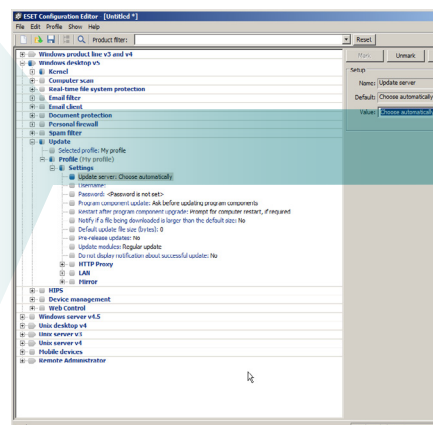 ESET Configuration Editor [Untitled *]
File Edit Profile Show Help
Product filter: Reset
Windows product line v3 and v4
Windows desktop v5
Kernel
Computer scan
Real-time file system protection
Email filter
Email client
Document protection
Personal firewall
Spam filter
Update
Selected profile: My profile
Profile (My profile)
Settings
Update server: Choose automatically
Username:
Password: <Password is not set>
Program component update: Ask before updating program components
Restart after program component upgrade: Prompt for computer restart, if required
Notify if a file being downloaded is larger than the default size: No
Default update file size (bytes): 0
Pre-release updates: No
Update modules: Regular update
Do not display notification about successful update: No
HTTP Proxy
LAN
Mirror
HIPS
Device management
Web Control
Windows server v4.5
Unix desktop v4
Unix server v3
Unix server v4
Mobile devices
Remote Administrator
Mark Unmark
Setup
Name: Update server
Default: Choose automatically
Value: Choose automatically